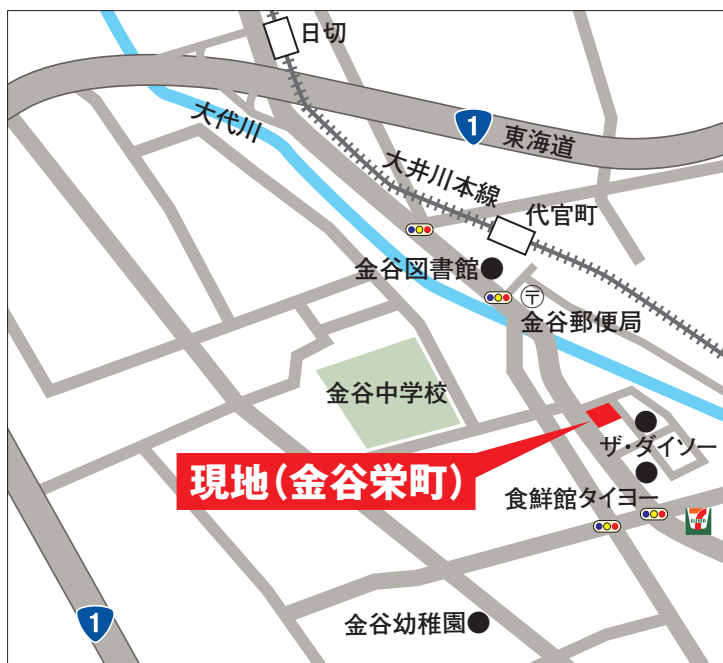 日切
大代川
1
東海道
大井川本線
代官町
金谷図書館
〒
金谷郵便局
金谷中学校
ザ・ダイソー
現地(金谷栄町)
食鮮館タイヨー
7
ELEVEn
金谷幼稚園
1